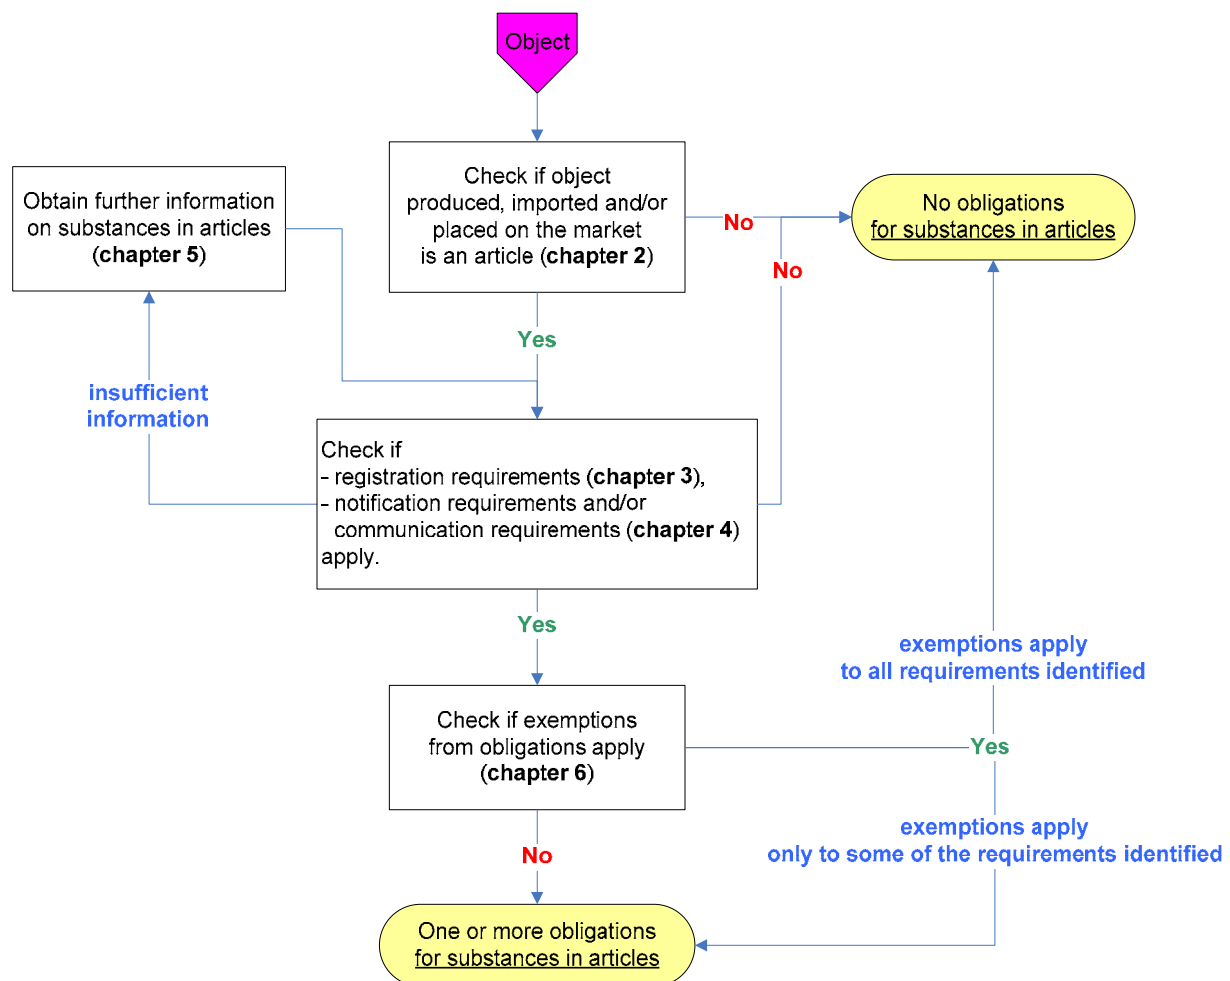 Object
Check if object
produced, imported and/or
placed on the market
is an article (chapter 2)
Obtain further information
on substances in articles
(chapter 5)
No obligations
for substances in articles
No
No
Yes
insufficient
information
Check if
- registration requirements (chapter 3),
- notification requirements and/or
communication requirements (chapter 4)
apply.
Yes
exemptions apply
to all requirements identified
Check if exemptions
from obligations apply
(chapter 6)
Yes
exemptions apply
only to some of the requirements identified
No
One or more obligations
for substances in articles